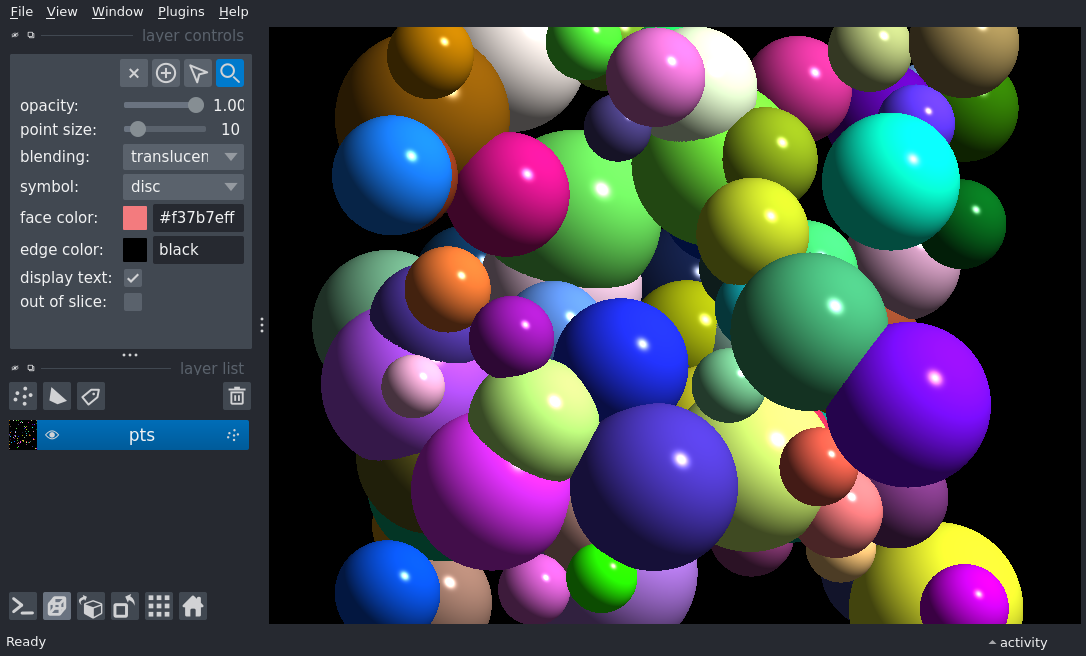 File View Window Plugins Help
layer controls
opacity: 1.00
point size: 10
blending: translucen
symbol: disc
face color: #f37b7eff
edge color: black
display text:
out of slice:
layer list
pts
Ready
activity